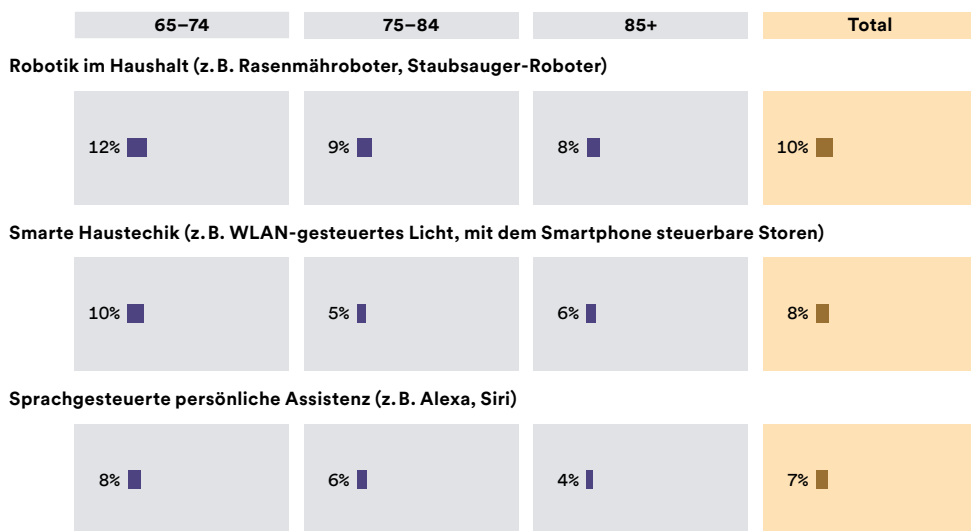 65–74 75–84 85+ Total
Robotik im Haushalt (z. B. Rasenmähroboter, Staubsauger-Roboter)
12% 9% 8% 10%
Smarte Haustechik (z. B. WLAN-gesteuertes Licht, mit dem Smartphone steuerbare Storen)
10% 5% 6% 8%
Sprachgesteuerte persönliche Assistenz (z. B. Alexa, Siri)
8% 6% 4% 7%